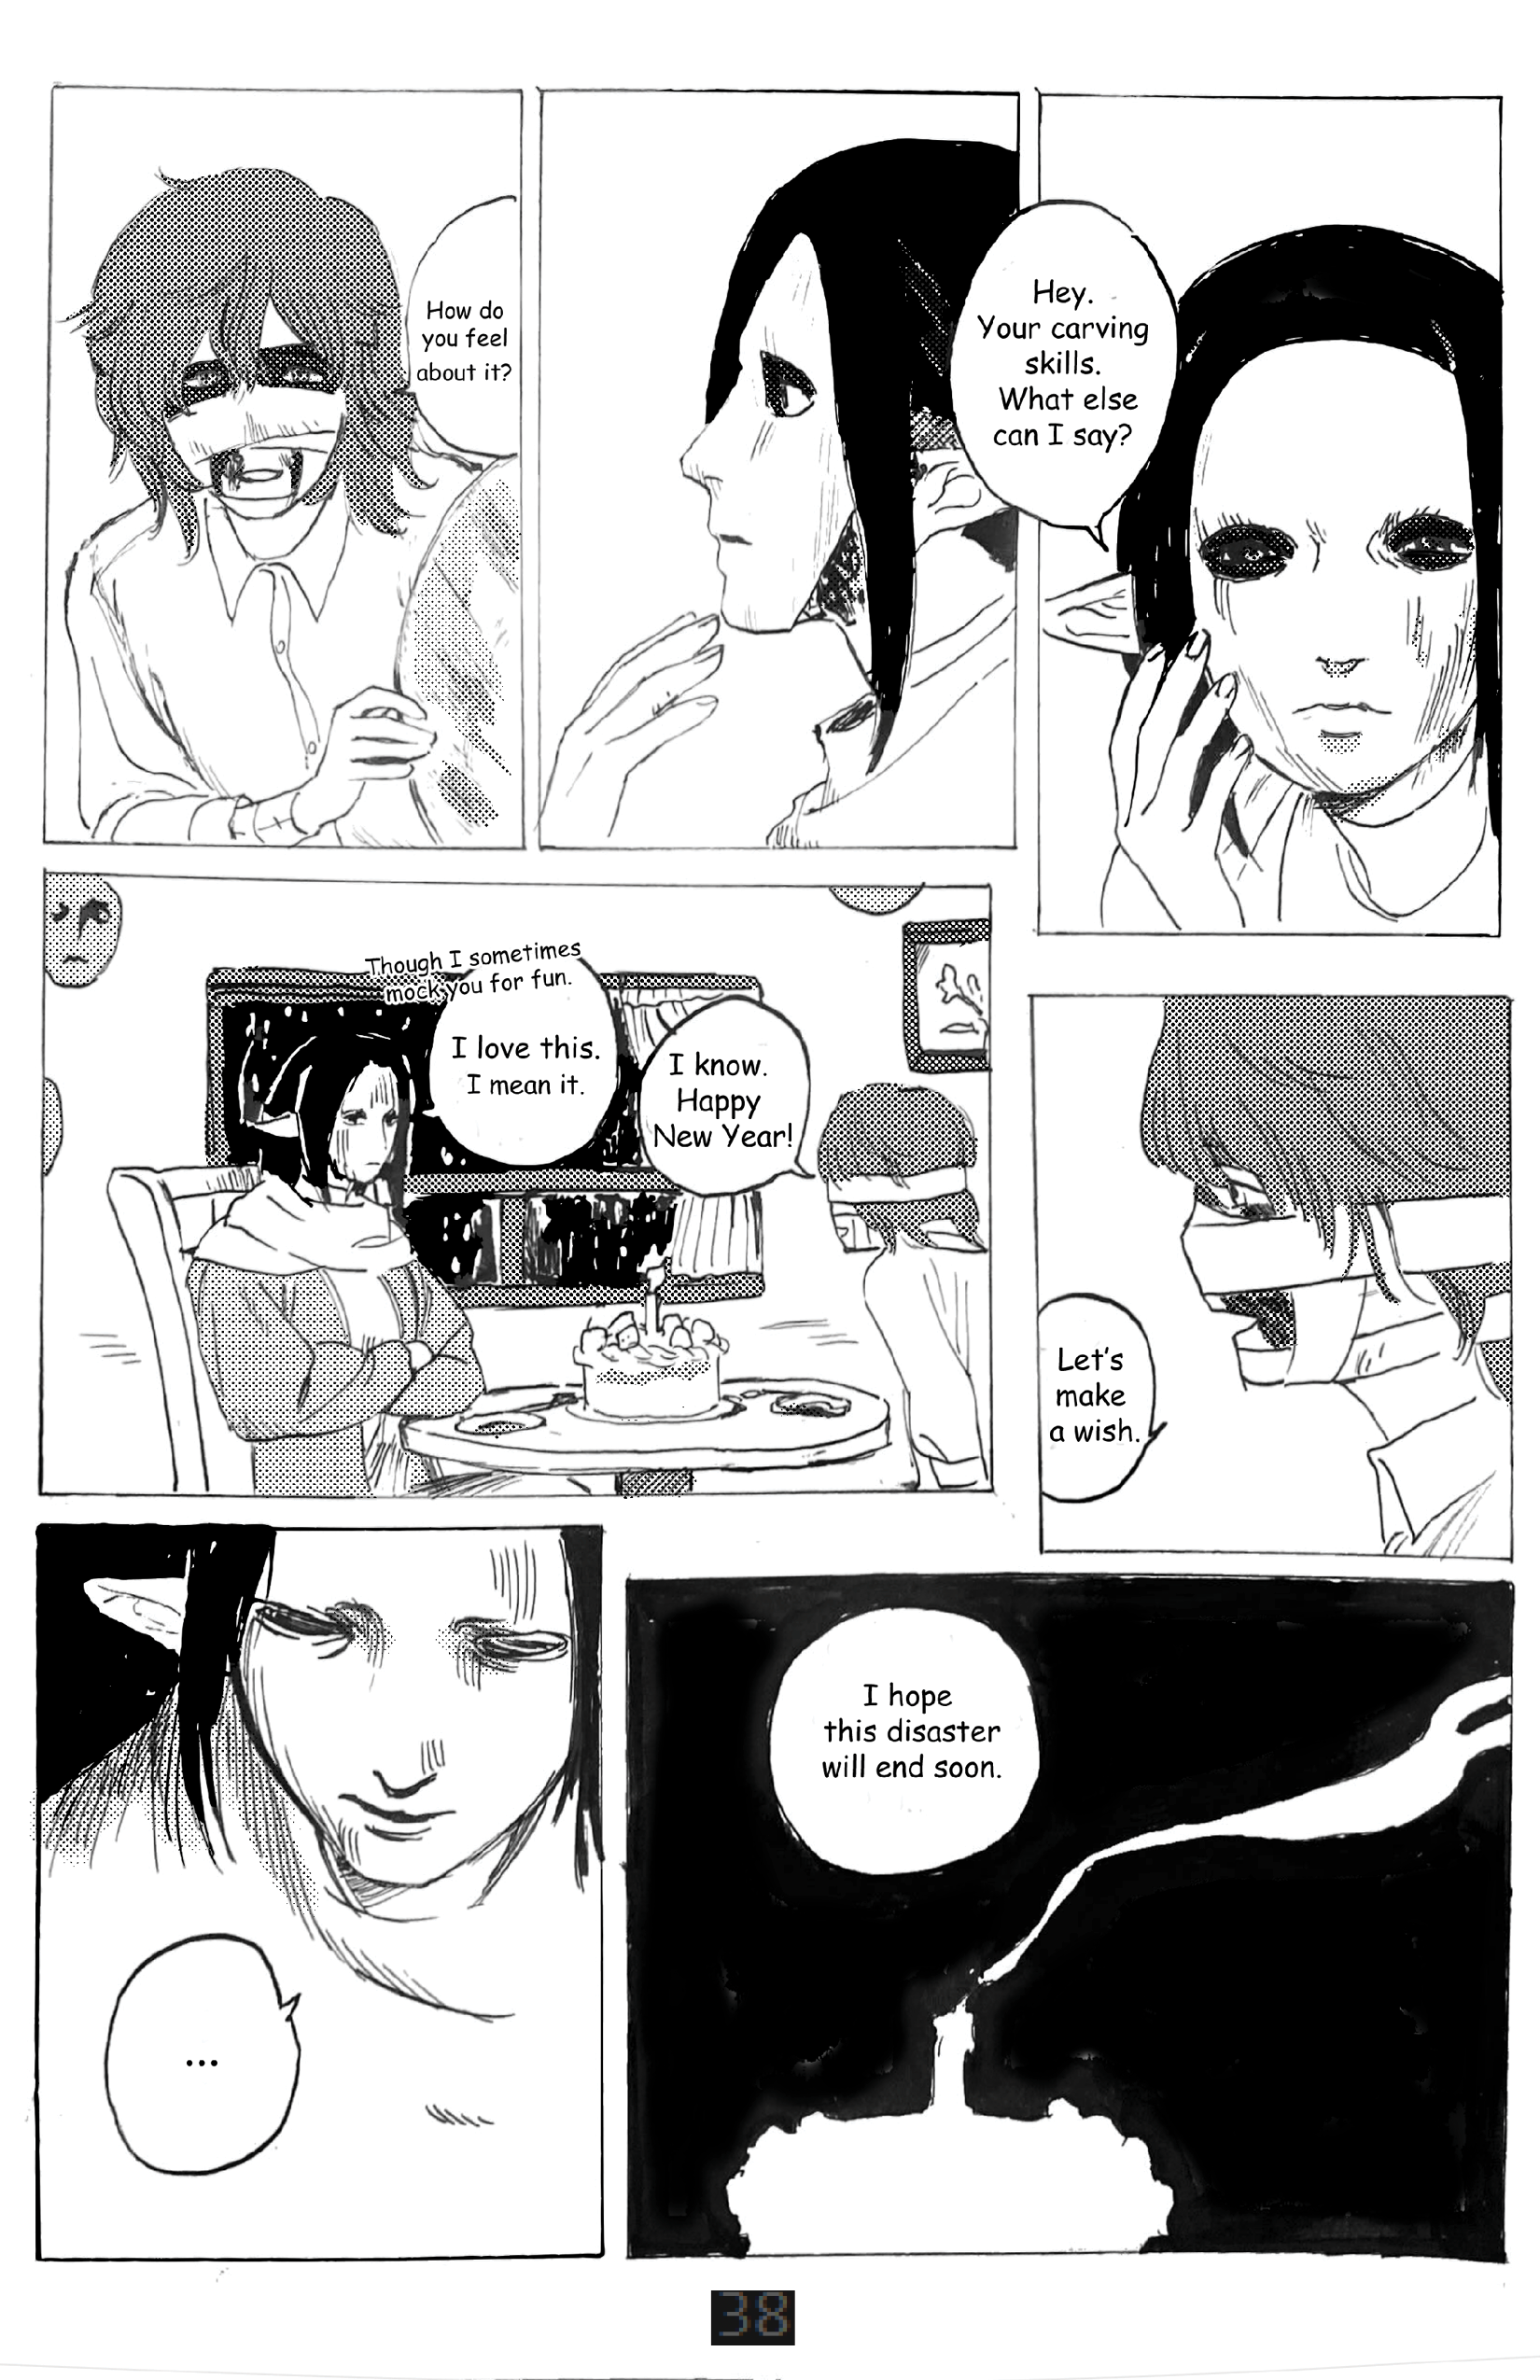 How do
you feel
about it?
Hey.
Your carving
skills.
What else
can I say?
Though I sometimes
mock you for fun.
I love this.
I mean it.
I know.
Happy
New Year!
Let's
make
a wish.
...
I hope
this disaster
will end soon.
38